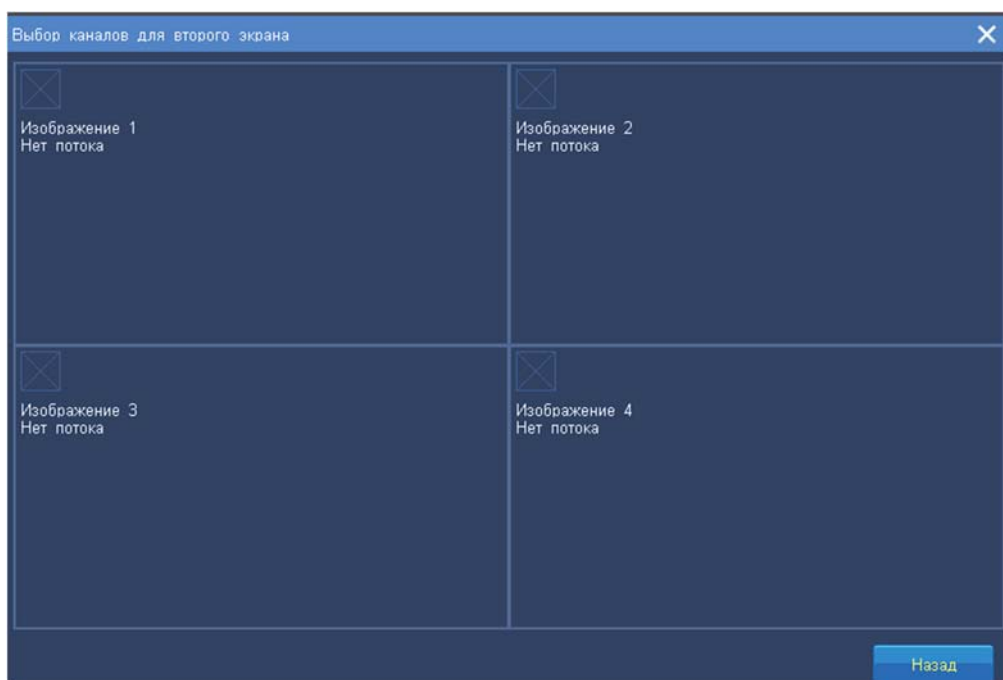 Выбор каналов для второго экрана
Изображение 1
Нет потока
Изображение 2
Нет потока
Изображение 3
Нет потока
Изображение 4
Нет потока
Назад